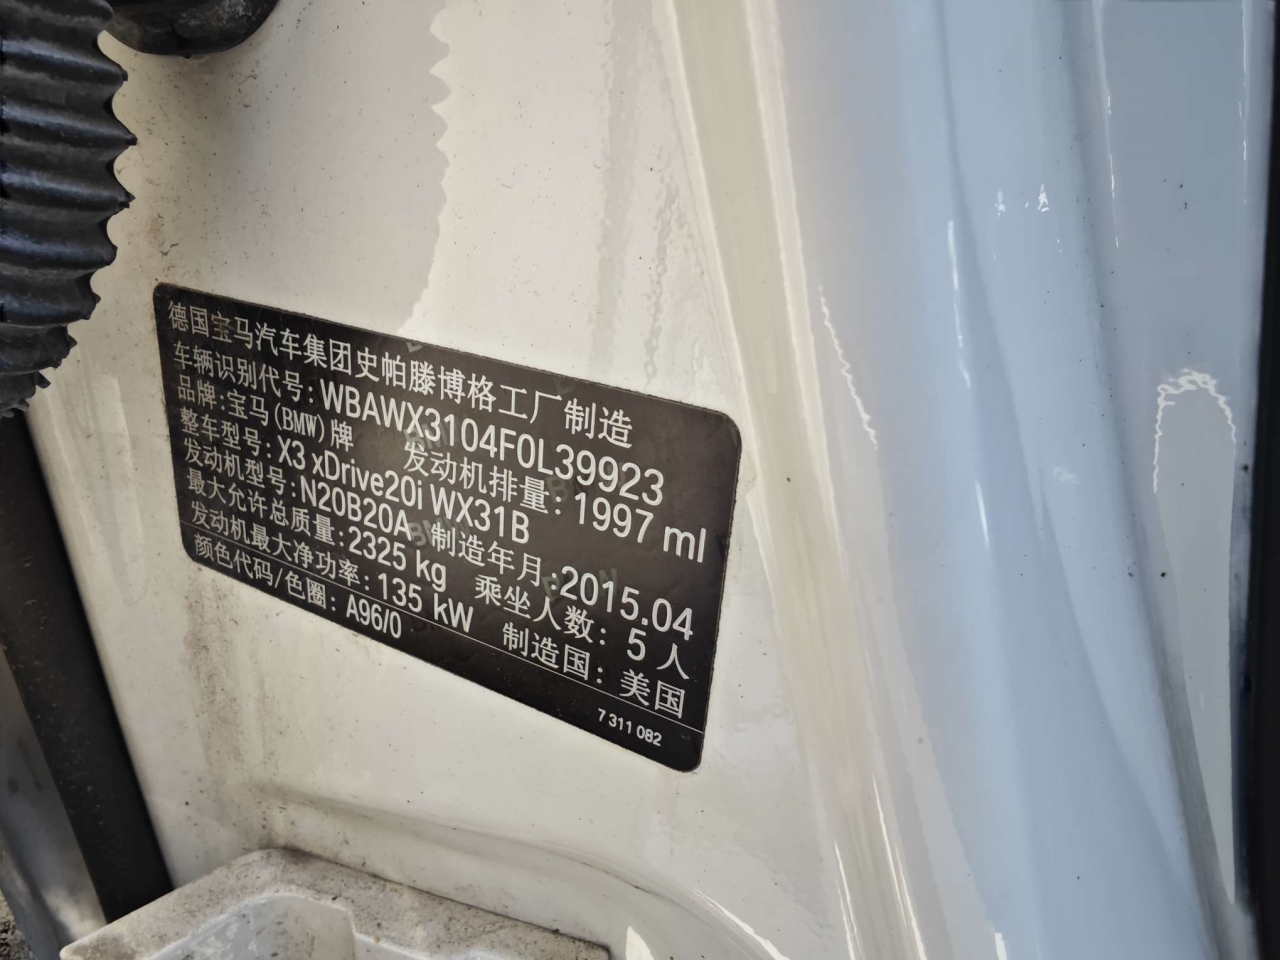 德国宝马汽车集团史帕滕博格工厂制造
车辆识别代号:WBAWX3104F0L39923
品牌:宝马(BMW)牌 发动机排量:1997 ml
整车型号:X3 xDrive20i WX31B
发动机型号:N20B20A 制造年月:2015.04
最大允许总质量:2325 kg 乘坐人数:5 人
发动机最大净功率:135 kW 制造国:美国
颜色代码/色圈:A96/0
7 311 082